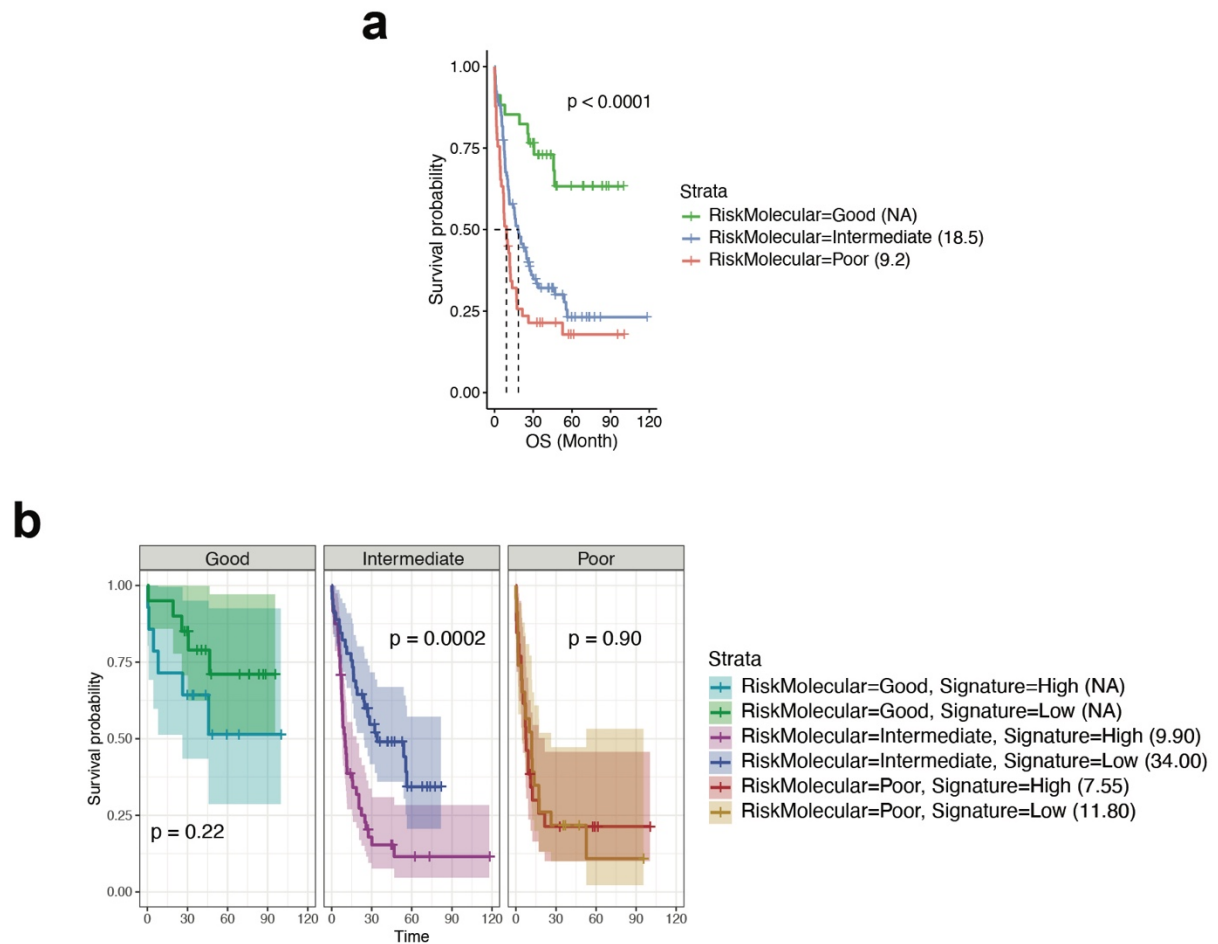 a
1.00
0.75
0.50
0.25
0.00
Survival probability
p < 0.0001
0 30 60 90 120
OS (Month)
Strata
RiskMolecular=Good (NA)
RiskMolecular=Intermediate (18.5)
RiskMolecular=Poor (9.2)
b
Good Intermediate Poor
1.00
0.75
0.50
0.25
0.00
Survival probability
p = 0.22
p = 0.0002
p = 0.90
0 30 60 90 120 0 30 60 90 120 0 30 60 90 120
Time
Strata
RiskMolecular=Good, Signature=High (NA)
RiskMolecular=Good, Signature=Low (NA)
RiskMolecular=Intermediate, Signature=High (9.90)
RiskMolecular=Intermediate, Signature=Low (34.00)
RiskMolecular=Poor, Signature=High (7.55)
RiskMolecular=Poor, Signature=Low (11.80)